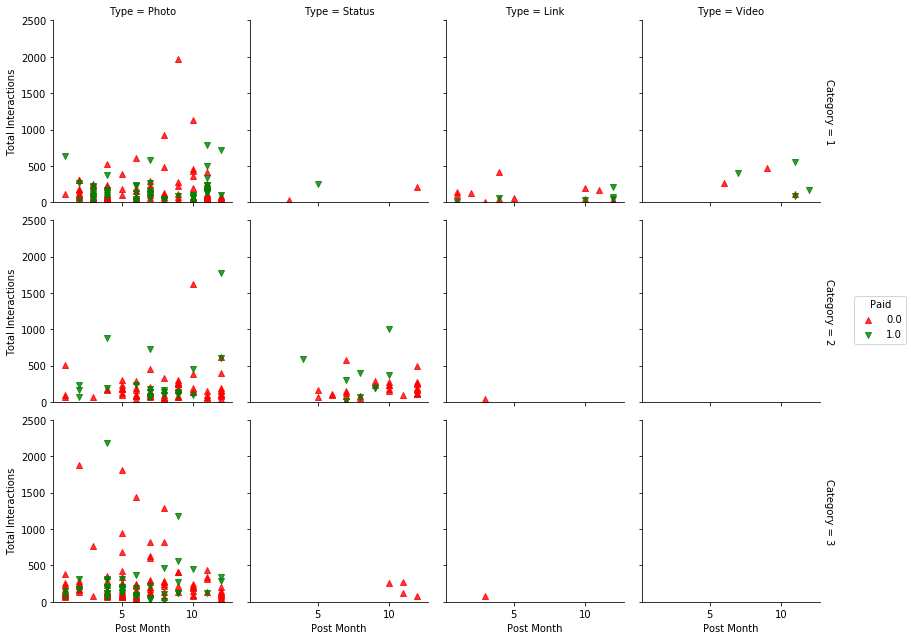 Type = Photo Type = Status Type = Link Type = Video
2500
2000
1500
1000
500
0
Total Interactions
Category = 1
2500
2000
1500
1000
500
0
Total Interactions
Category = 2
Paid
0.0
1.0
2500
2000
1500
1000
500
0
Total Interactions
Category = 3
5 10 5 10 5 10 5 10
Post Month Post Month Post Month Post Month